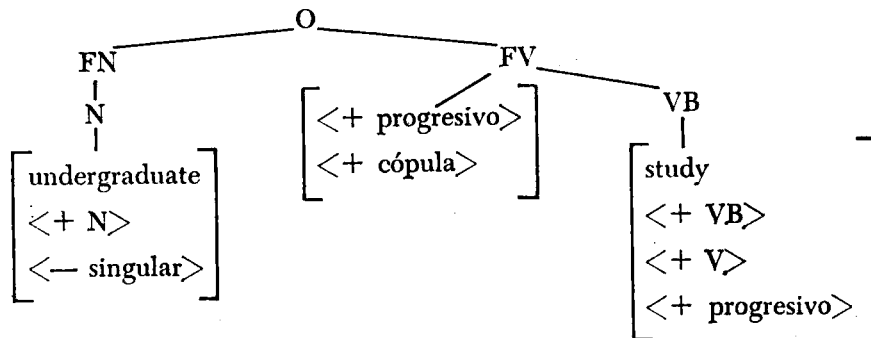 O
FN
FV
N
VB
<+ progresivo>
<+ cópula>
undergraduate
<+ N>
<— singular>
study
<+ VB>
<+ V>
<+ progresivo>